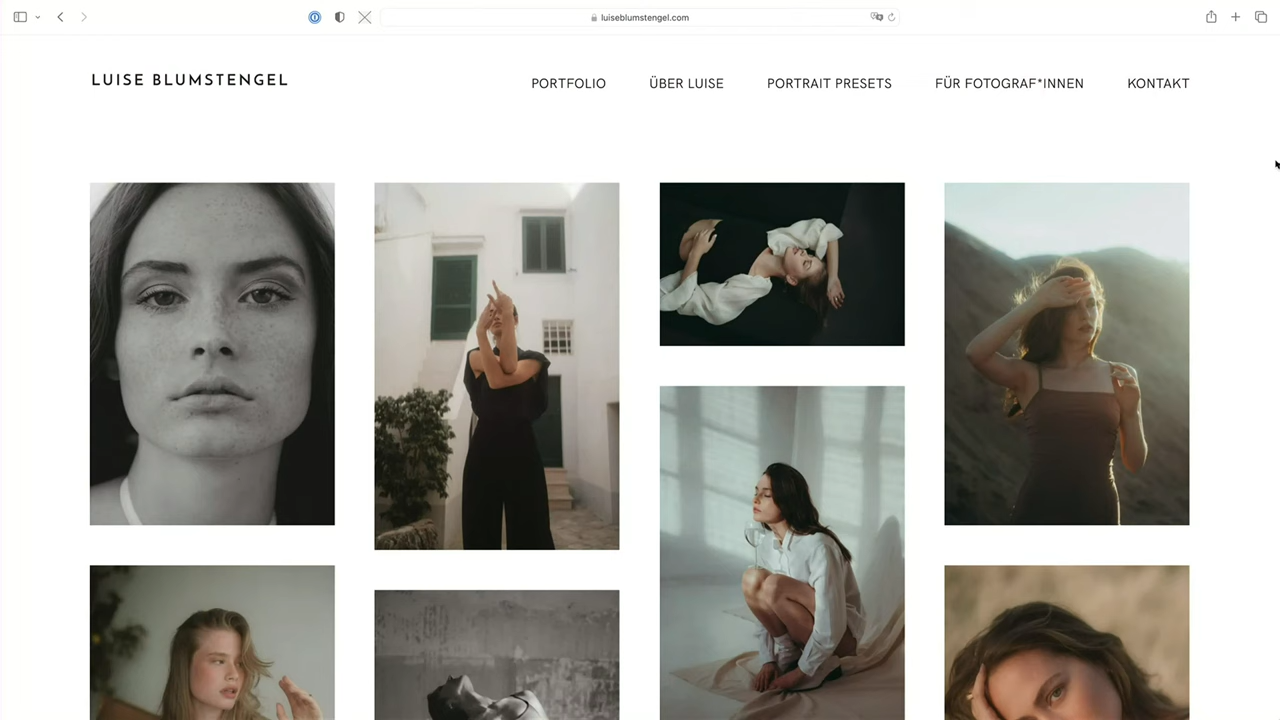 luiseblumstengel.com
LUISE BLUMSTENGEL
PORTFOLIO
ÜBER LUISE
PORTRAIT PRESETS
FÜR FOTOGRAF*INNEN
KONTAKT